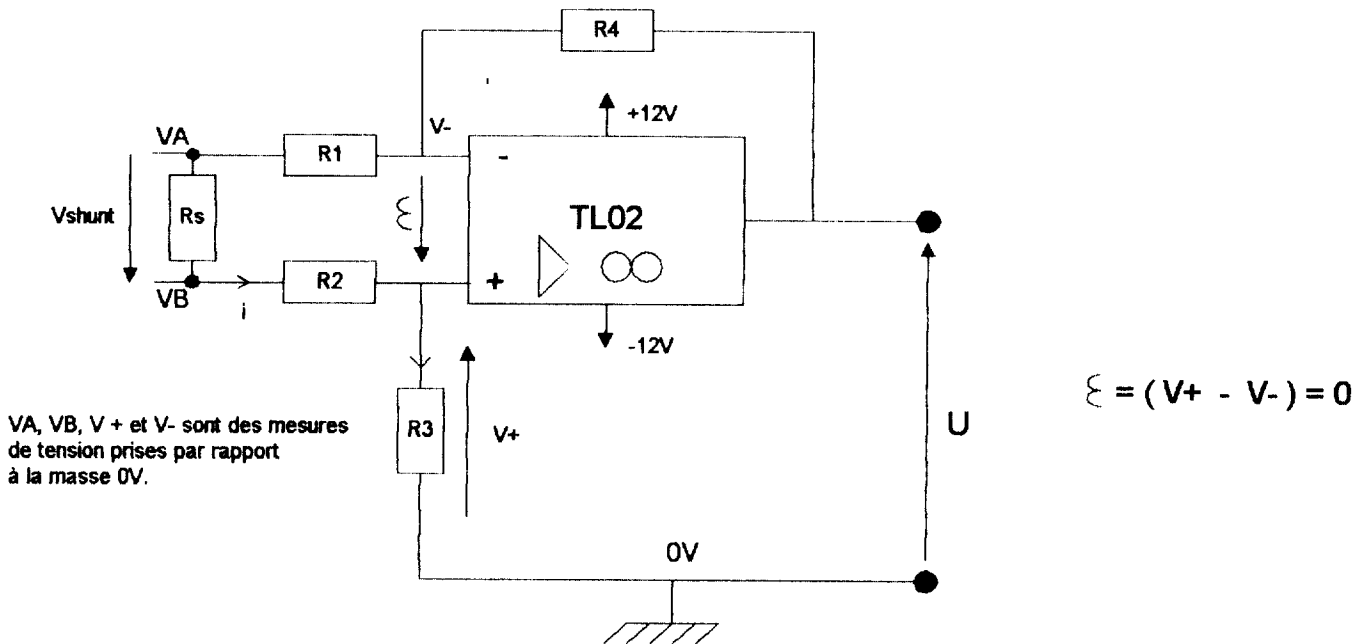 R4
+12V
V-
VA
R1
-
Vshunt
Rs
ξ
TL02
VB
i
R2
+
-12V
VA, VB, V + et V- sont des mesures
de tension prises par rapport
à la masse 0V.
R3
V+
U
ξ = ( V+ - V- ) = 0
0V